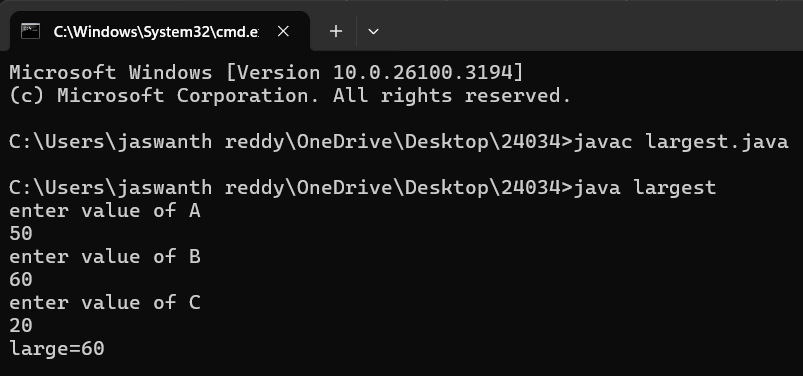 C:\Windows\System32\cmd.e
Microsoft Windows [Version 10.0.26100.3194]
(c) Microsoft Corporation. All rights reserved.
C:\Users\jaswanth reddy\OneDrive\Desktop\24034>javac largest.java
C:\Users\jaswanth reddy\OneDrive\Desktop\24034>java largest
enter value of A
50
enter value of B
60
enter value of C
20
large=60